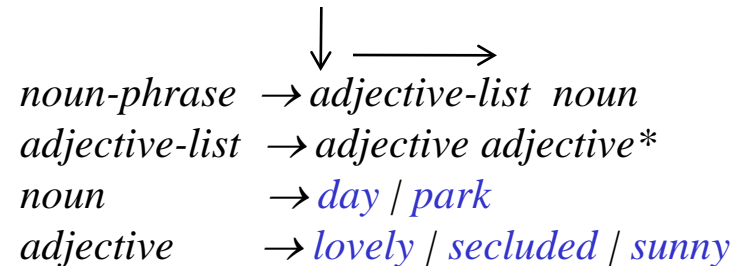 noun-phrase → adjective-list noun
adjective-list → adjective adjective*
noun → day | park
adjective → lovely | secluded | sunny